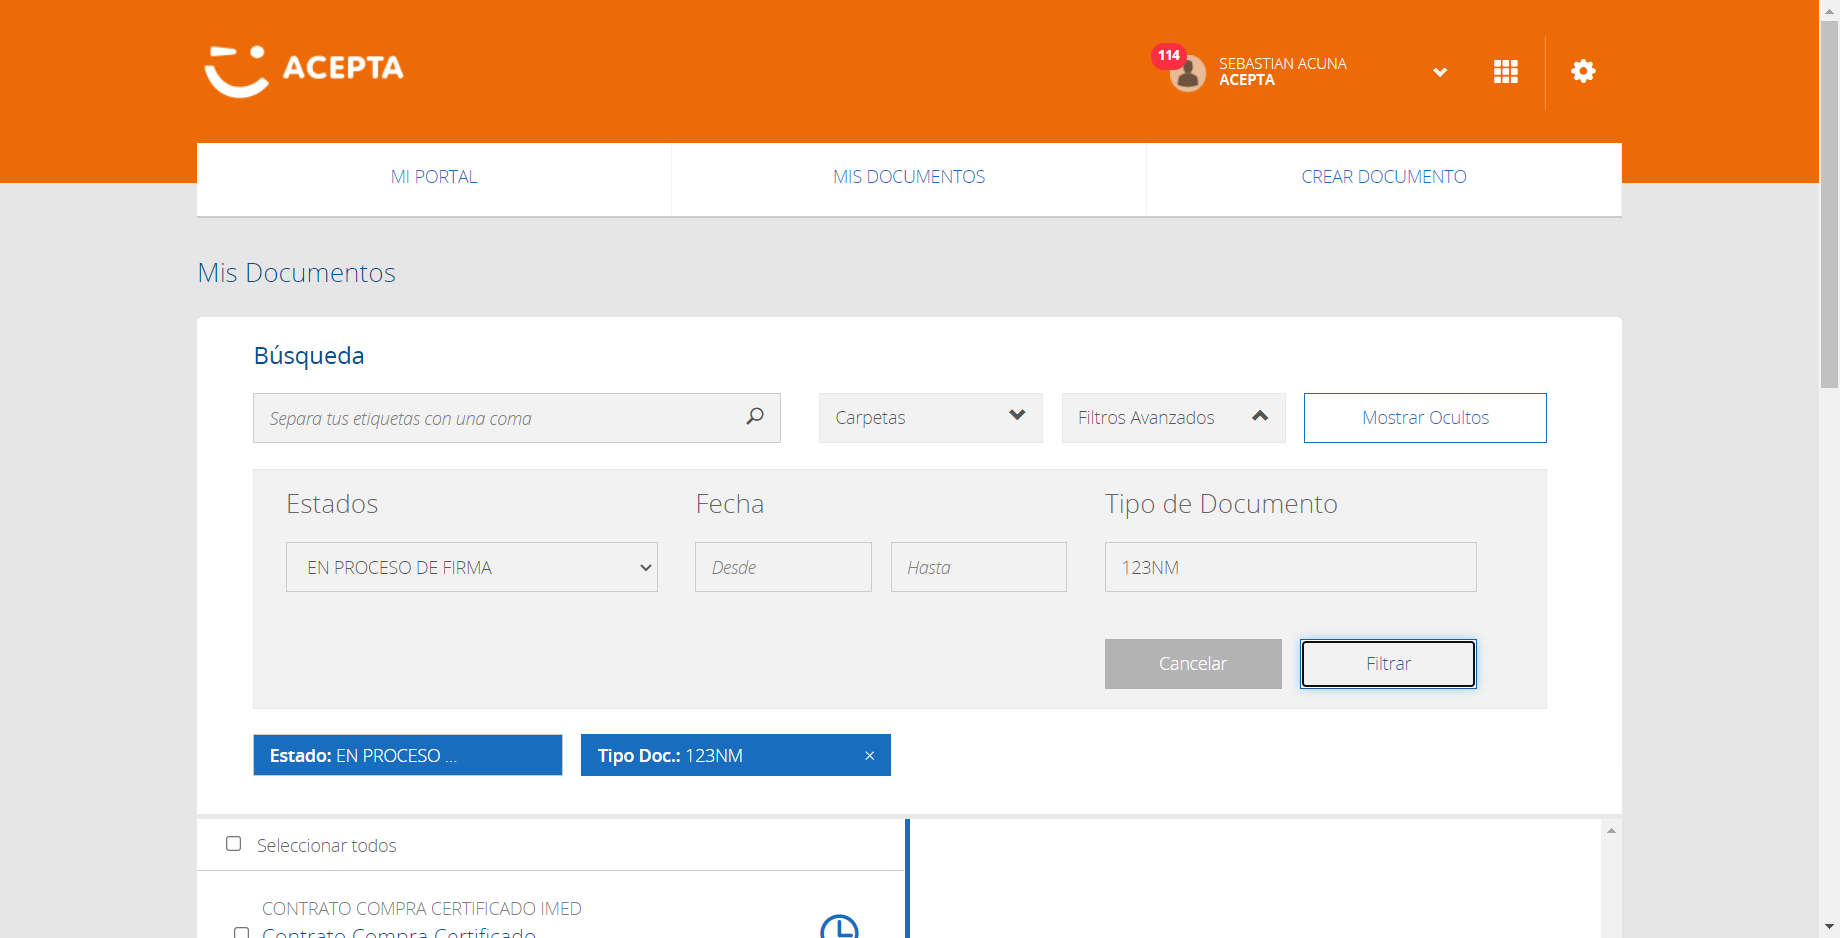 ACEPTA
114
SEBASTIAN ACUNA
ACEPTA
MI PORTAL
MIS DOCUMENTOS
CREAR DOCUMENTO
Mis Documentos
Búsqueda
Separa tus etiquetas con una coma
Carpetas
Filtros Avanzados
Mostrar Ocultos
Estados
Fecha
Tipo de Documento
EN PROCESO DE FIRMA
Desde
Hasta
123NM
Cancelar
Filtrar
Estado: EN PROCESO ...
Tipo Doc.: 123NM ×
Seleccionar todos
CONTRATO COMPRA CERTIFICADO IMED
Contrato Compra Certificado